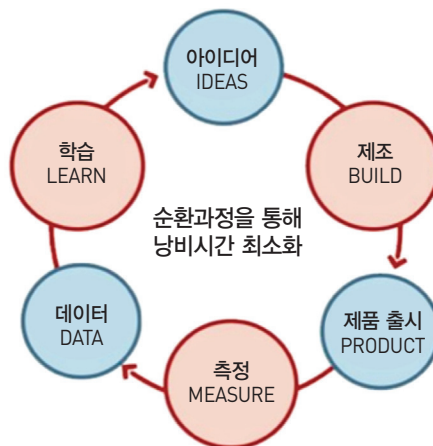 아이디어
IDEAS
제조
BUILD
제품 출시
PRODUCT
측정
MEASURE
데이터
DATA
학습
LEARN
순환과정을 통해
낭비시간 최소화